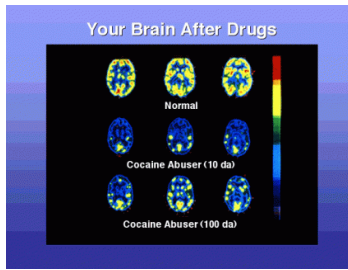 Your Brain After Drugs
Normal
Cocaine Abuser (10 da)
Cocaine Abuser (100 da)